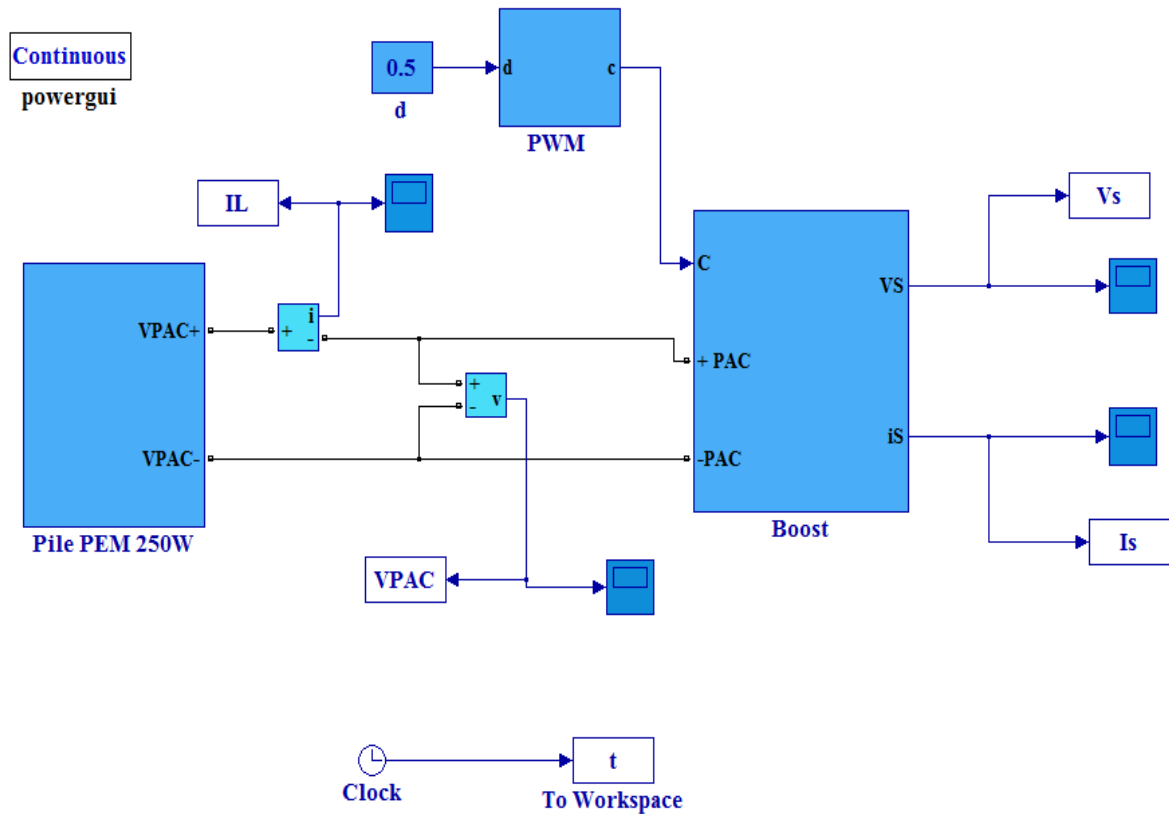 Continuous
powergui
0.5
d
d
c
PWM
IL
VPAC+
VPAC-
Pile PEM 250W
+
i
-
+
-
v
VPAC
C
+ PAC
-PAC
VS
iS
Boost
Vs
Is
Clock
t
To Workspace